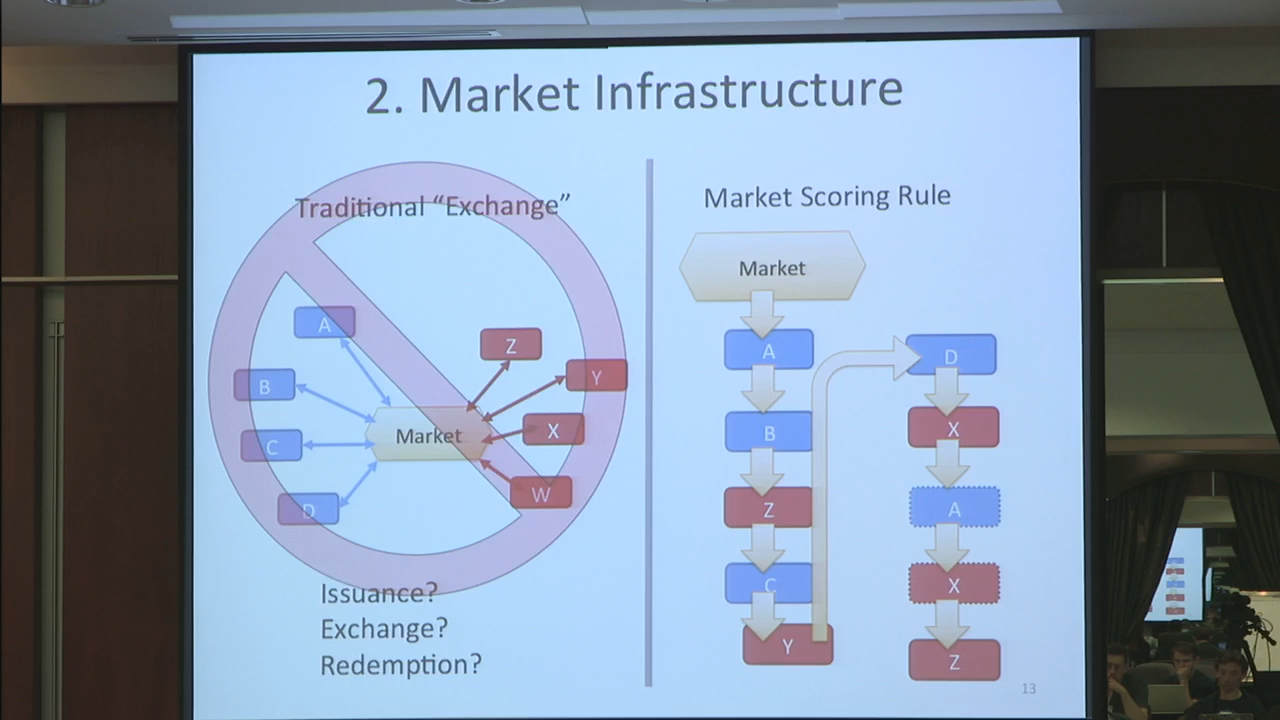 2. Market Infrastructure
Traditional “Exchange”
A
B
C
D
Market
Z
Y
X
W
Issuance?
Exchange?
Redemption?
Market Scoring Rule
Market
A
B
Z
C
Y
D
X
A
X
Z
13